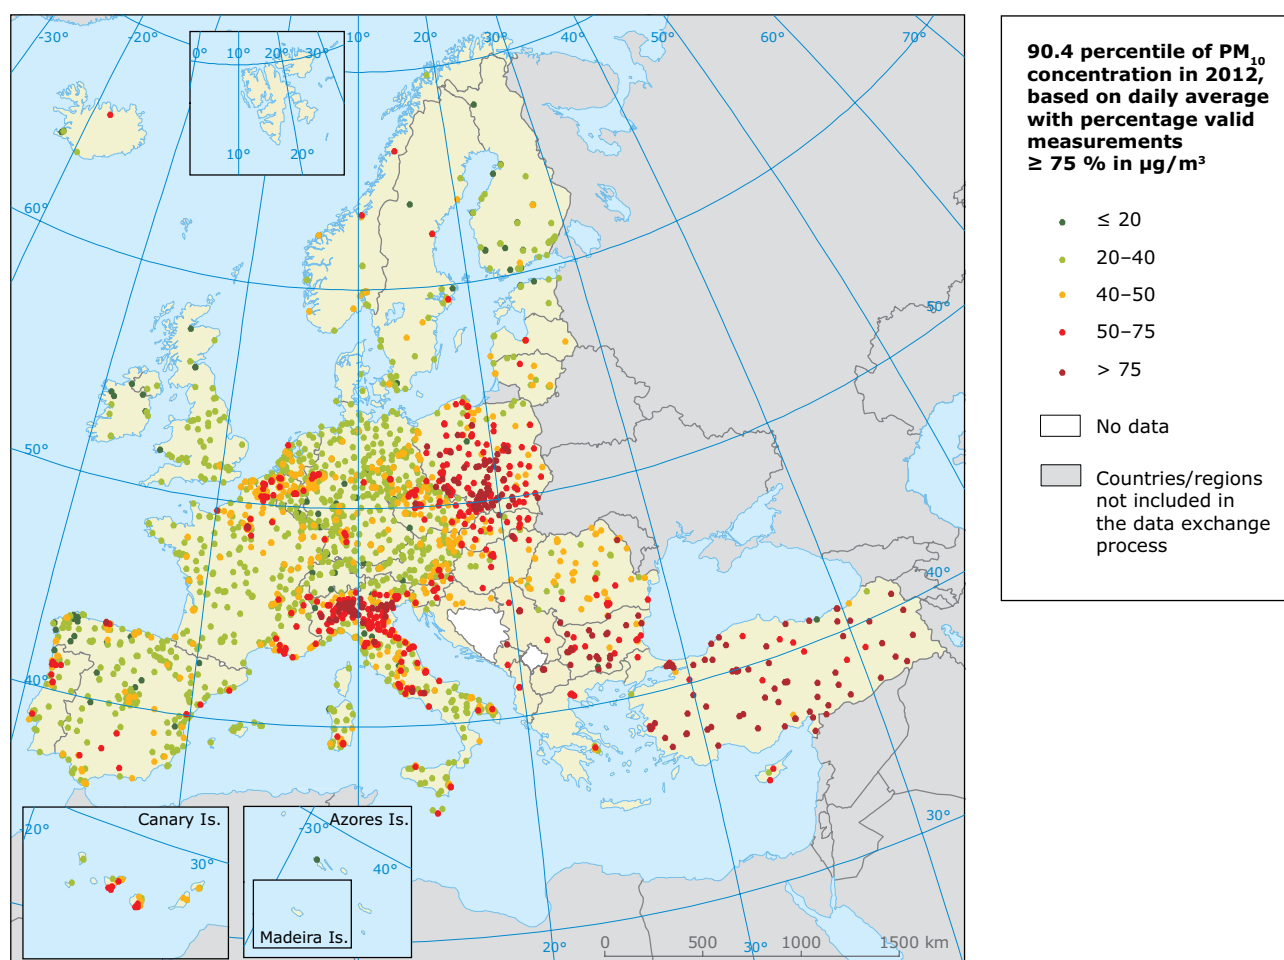 -30°
-20°
10°
20°
30°
40°
50°
60°
70°
0°
10°
20°
30°
10°
20°
60°
50°
50°
40°
40°
30°
20°
30°
Canary Is.
-20°
30°
Azores Is.
-30°
40°
Madeira Is.
0
500
1000
1500 km
90.4 percentile of PM10
concentration in 2012,
based on daily average
with percentage valid
measurements
≥ 75 % in µg/m³
≤ 20
20–40
40–50
50–75
> 75
No data
Countries/regions
not included in
the data exchange
process